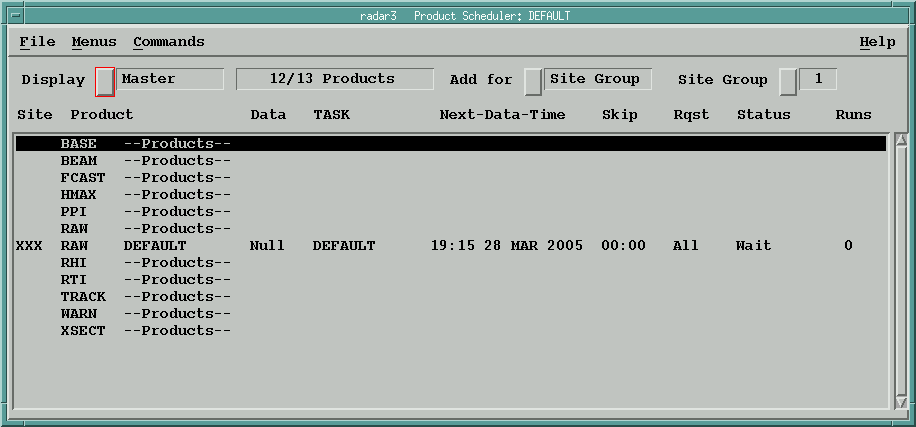 radar3 Product Scheduler: DEFAULT
File Menus Commands Help
Display Master 12/13 Products Add for Site Group Site Group 1
Site Product Data TASK Next-Data-Time Skip Rqst Status Runs
BASE --Products--
BEAM --Products--
FCAST --Products--
HMAX --Products--
PPI --Products--
RAW --Products--
XXX RAW DEFAULT Null DEFAULT 19:15 28 MAR 2005 00:00 All Wait 0
RHI --Products--
RTI --Products--
TRACK --Products--
WARN --Products--
XSECT --Products--